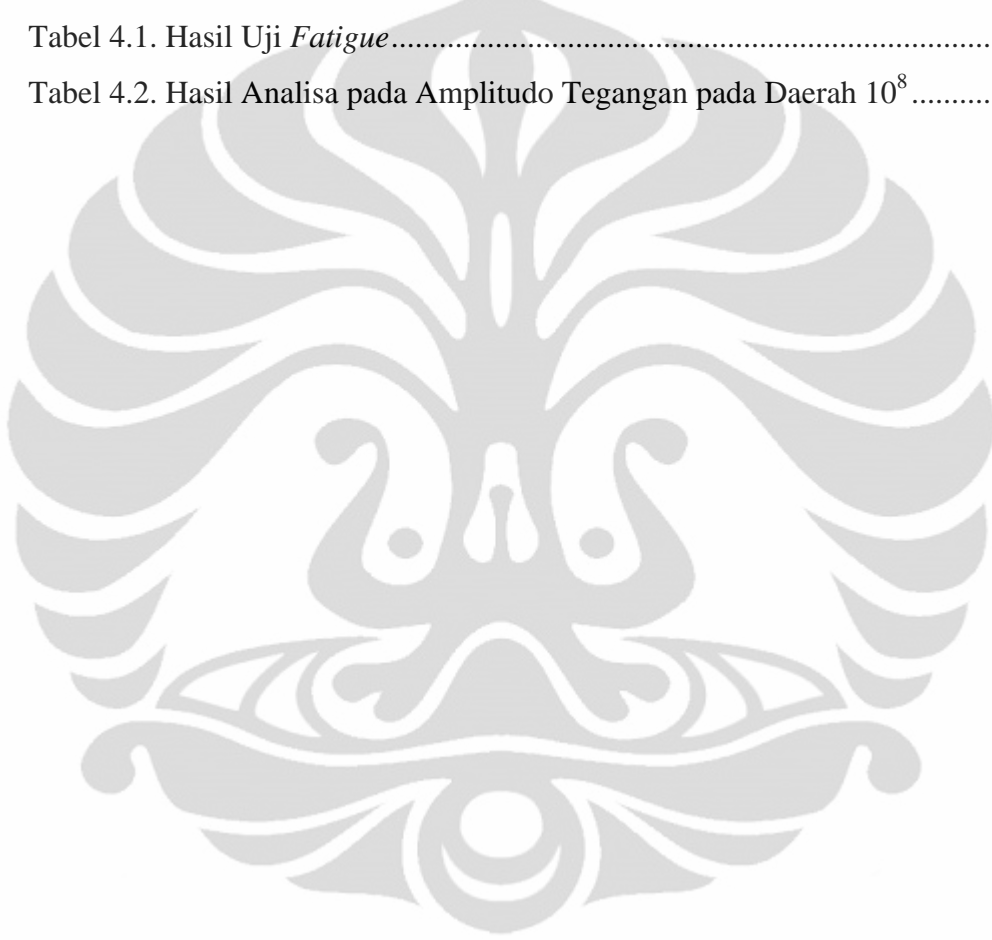 Tabel 4.1. Hasil Uji Fatigue..........................................................................
Tabel 4.2. Hasil Analisa pada Amplitudo Tegangan pada Daerah 10⁸..........